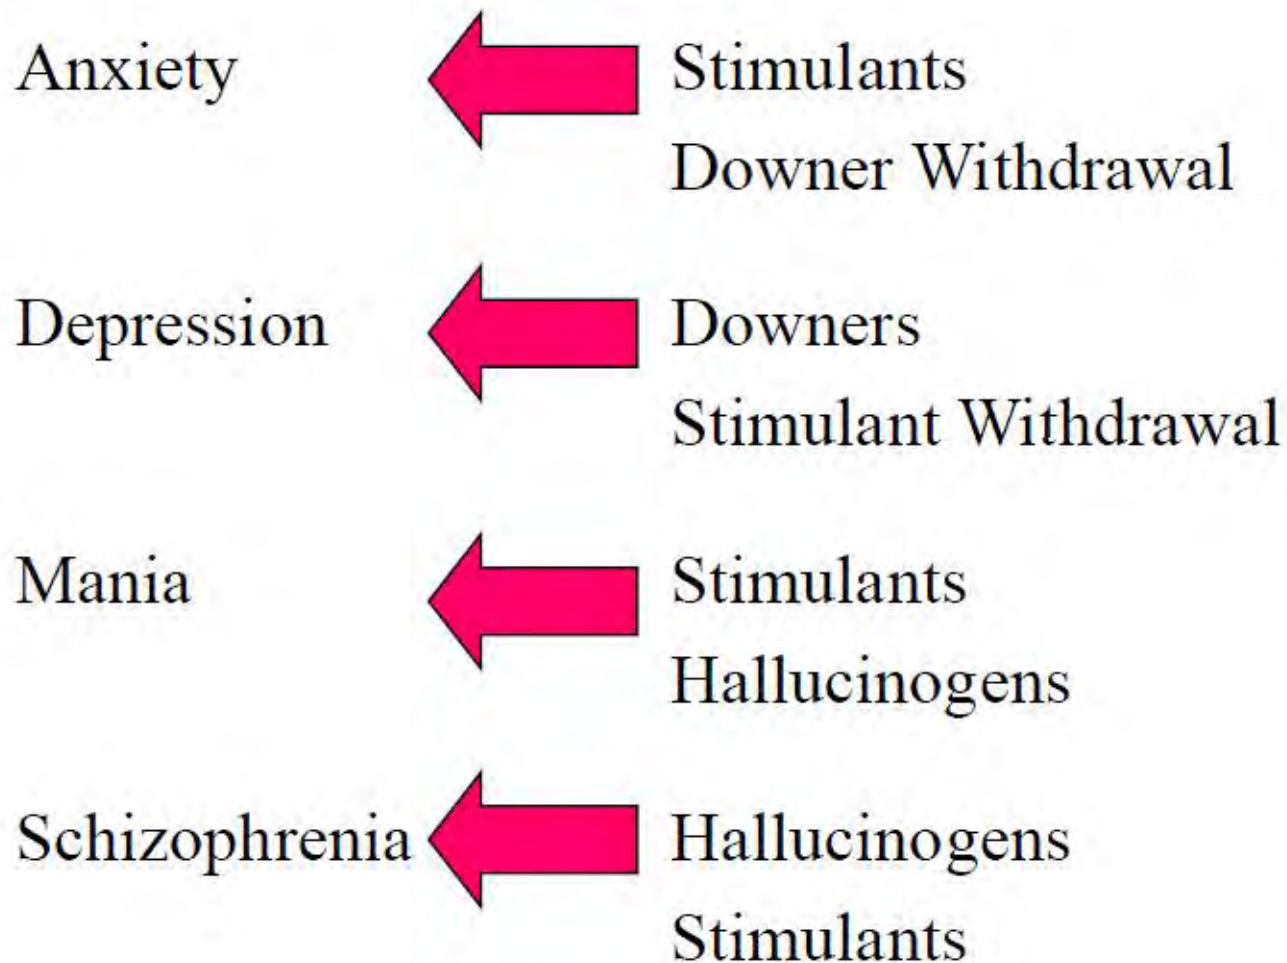 Anxiety Stimulants
Downer Withdrawal
Depression Downers
Stimulant Withdrawal
Mania Stimulants
Hallucinogens
Schizophrenia Hallucinogens
Stimulants